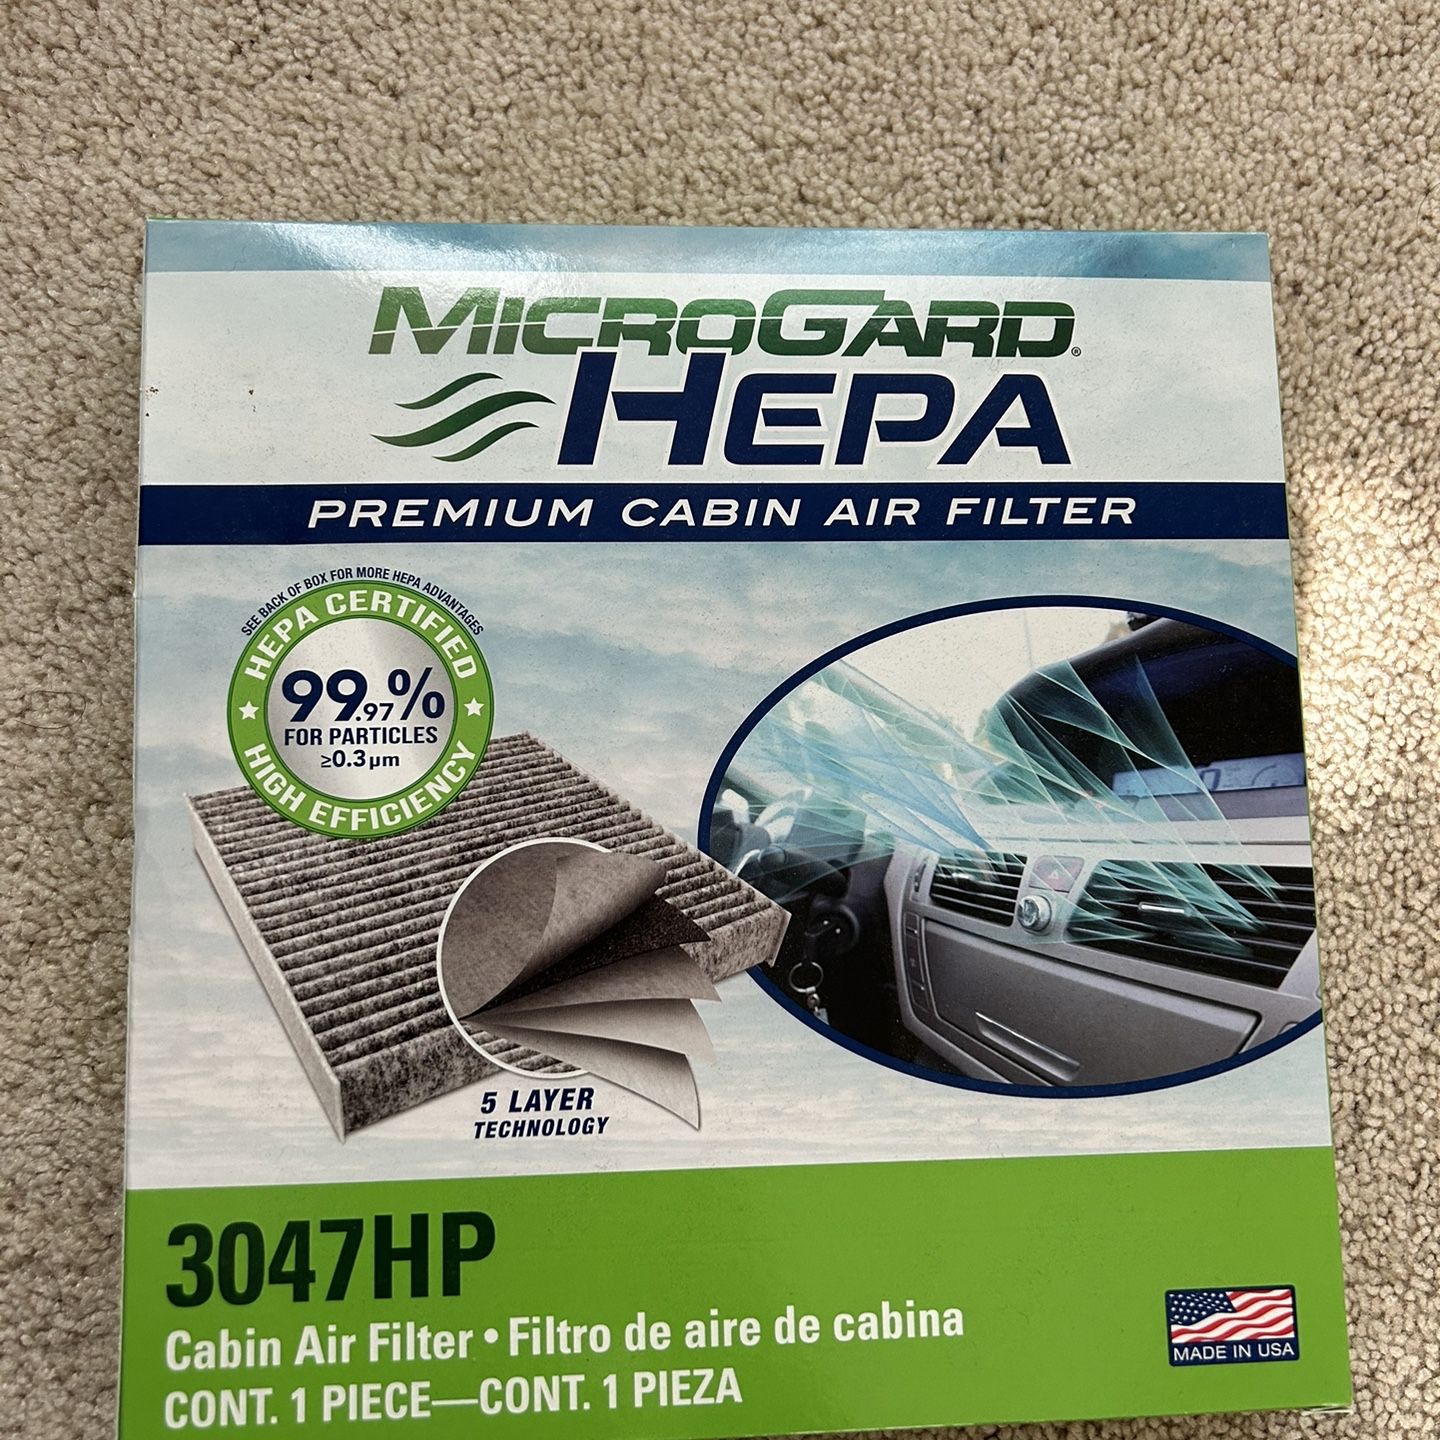 MICROGARD®
HEPA
PREMIUM CABIN AIR FILTER
SEE BACK OF BOX FOR MORE HEPA ADVANTAGES
HEPA CERTIFIED
99.97%
FOR PARTICLES
≥0.3µm
HIGH EFFICIENCY
5 LAYER
TECHNOLOGY
3047HP
Cabin Air Filter • Filtro de aire de cabina
CONT. 1 PIECE—CONT. 1 PIEZA
MADE IN USA